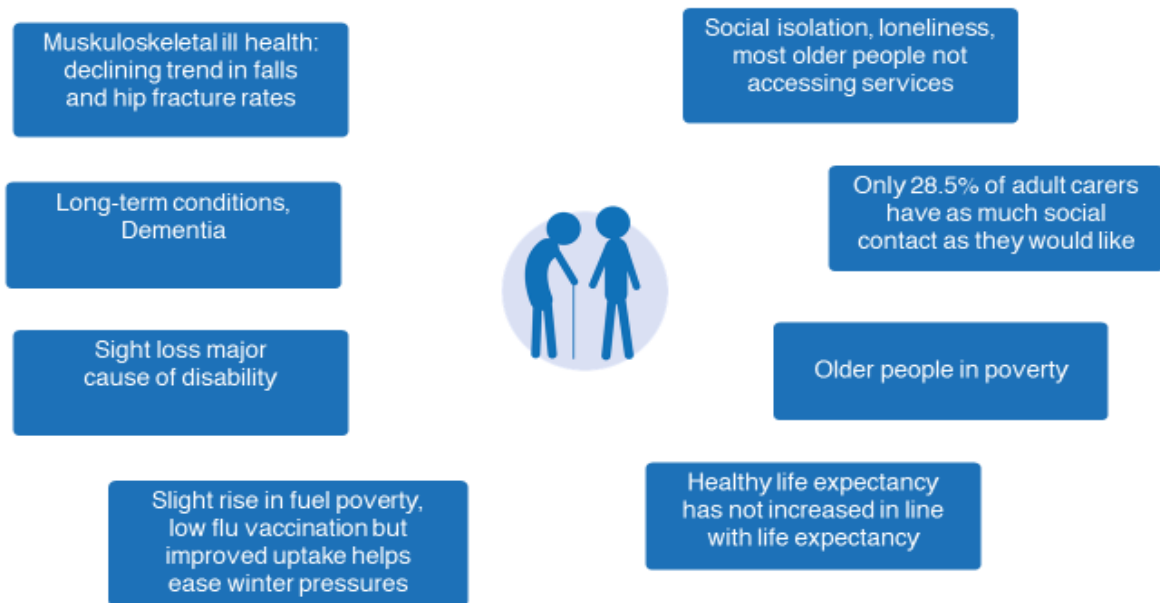 Muskuloskeletal ill health:
declining trend in falls
and hip fracture rates
Long-term conditions,
Dementia
Sight loss major
cause of disability
Slight rise in fuel poverty,
low flu vaccination but
improved uptake helps
ease winter pressures
Social isolation, loneliness,
most older people not
accessing services
Only 28.5% of adult carers
have as much social
contact as they would like
Older people in poverty
Healthy life expectancy
has not increased in line
with life expectancy